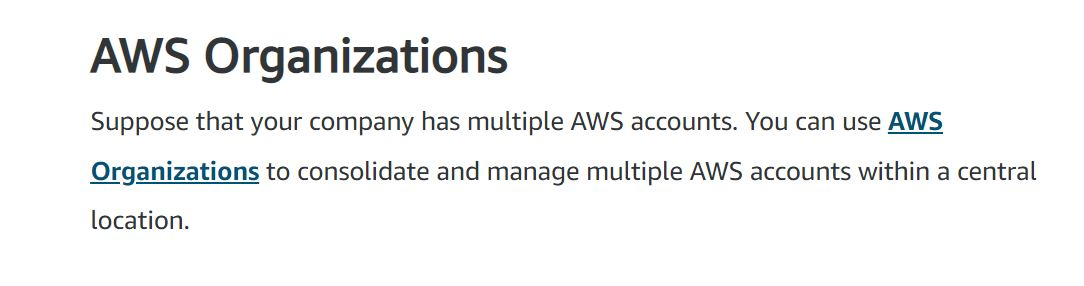 AWS Organizations
Suppose that your company has multiple AWS accounts. You can use AWS
Organizations to consolidate and manage multiple AWS accounts within a central
location.